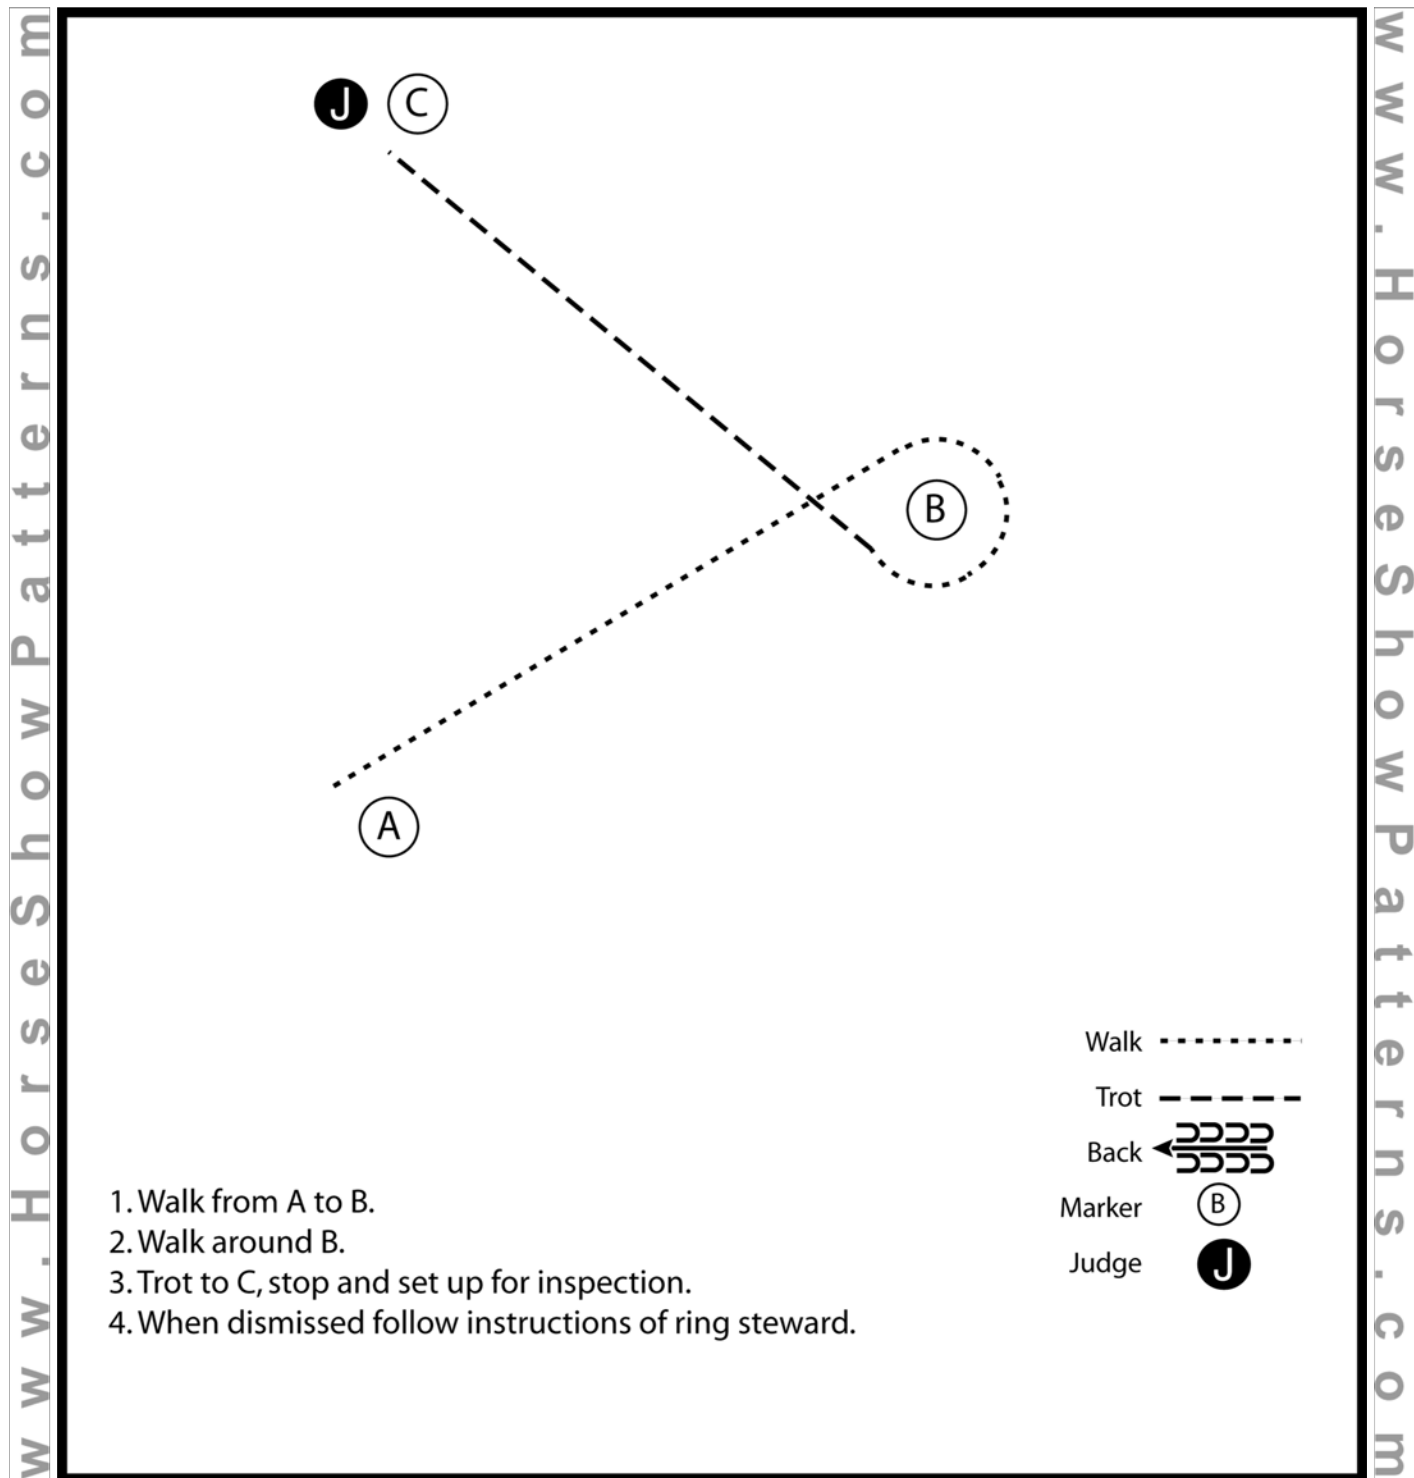 www.HorseShowPatterns.com
www.HorseShowPatterns.com
J C
B
A
Walk
Trot
Back
Marker B
Judge J
1. Walk from A to B.
2. Walk around B.
3. Trot to C, stop and set up for inspection.
4. When dismissed follow instructions of ring steward.